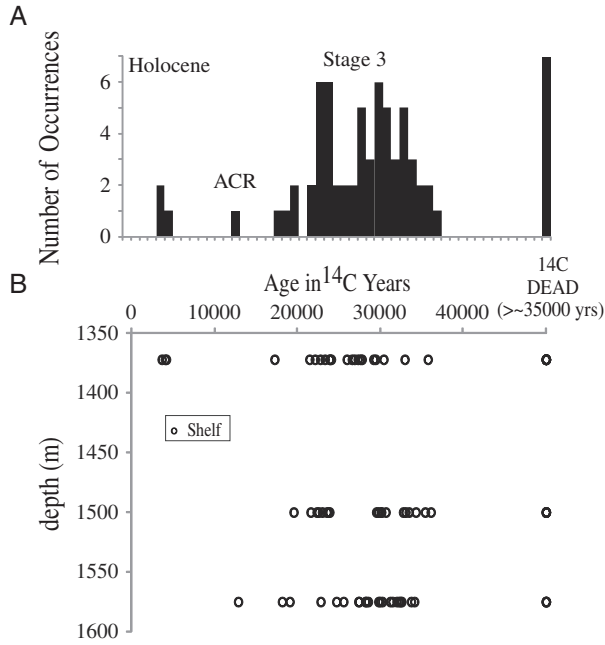 A
Number of Occurrences
6
4
2
0
Holocene
ACR
Stage 3
B
Age in 14C Years
14C
DEAD
(>~35000 yrs)
0 10000 20000 30000 40000
depth (m)
1350
1400
1450
1500
1550
1600
Shelf